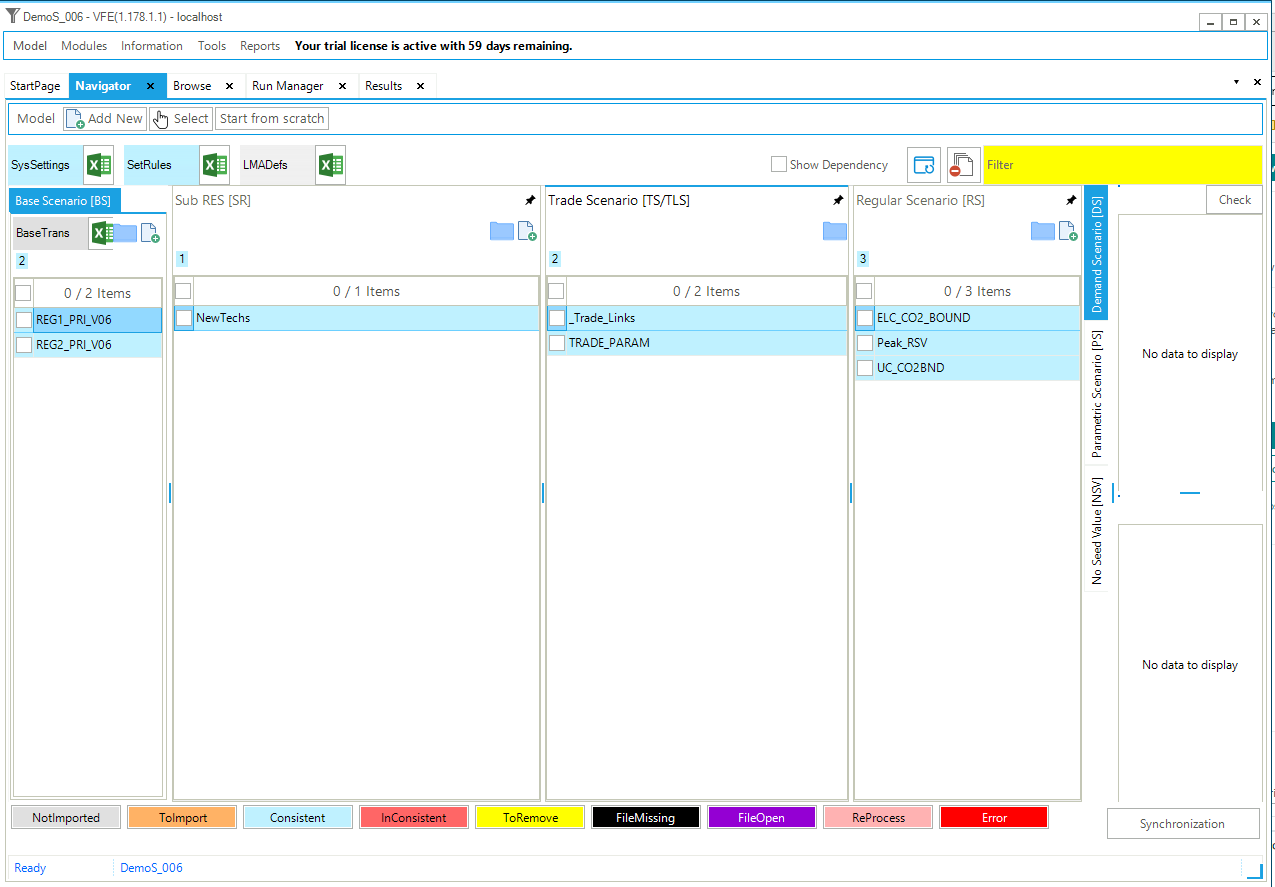 DemoS_006 - VFE(1.178.1.1) - localhost
Model Modules Information Tools Reports Your trial license is active with 59 days remaining.
StartPage Navigator Browse Run Manager Results
Model Add New Select Start from scratch
SysSettings SetRules LMADefs Show Dependency Filter
Base Scenario [BS] Sub RES [SR] Trade Scenario [TS/TLS] Regular Scenario [RS] Check
BaseTrans
2 1 2 3
0 / 2 Items 0 / 1 Items 0 / 2 Items 0 / 3 Items
REG1_PRI_V06 NewTechs _Trade_Links ELC_CO2_BOUND
REG2_PRI_V06 TRADE_PARAM Peak_RSV
UC_CO2BND
Demand Scenario [DS]
Parametric Scenario [PS]
No Seed Value [NSV]
No data to display
No data to display
NotImported ToImport Consistent InConsistent ToRemove FileMissing FileOpen ReProcess Error
Synchronization
Ready DemoS_006